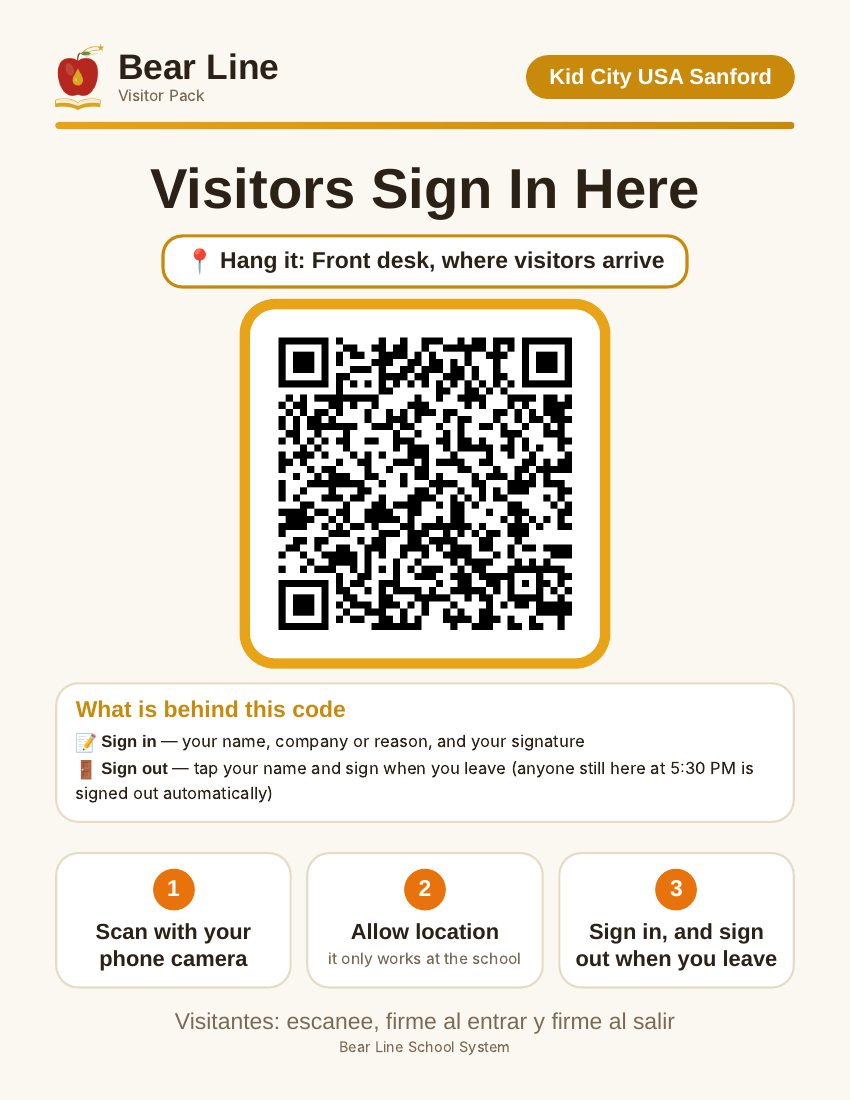 Bear Line
Visitor Pack
Kid City USA Sanford
Visitors Sign In Here
📍 Hang it: Front desk, where visitors arrive
What is behind this code
📝 Sign in — your name, company or reason, and your signature
🚪 Sign out — tap your name and sign when you leave (anyone still here at 5:30 PM is
signed out automatically)
1
Scan with your
phone camera
2
Allow location
it only works at the school
3
Sign in, and sign
out when you leave
Visitantes: escanee, firme al entrar y firme al salir
Bear Line School System